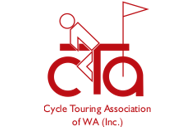 cTa
Cycle Touring Association
of WA (Inc.)